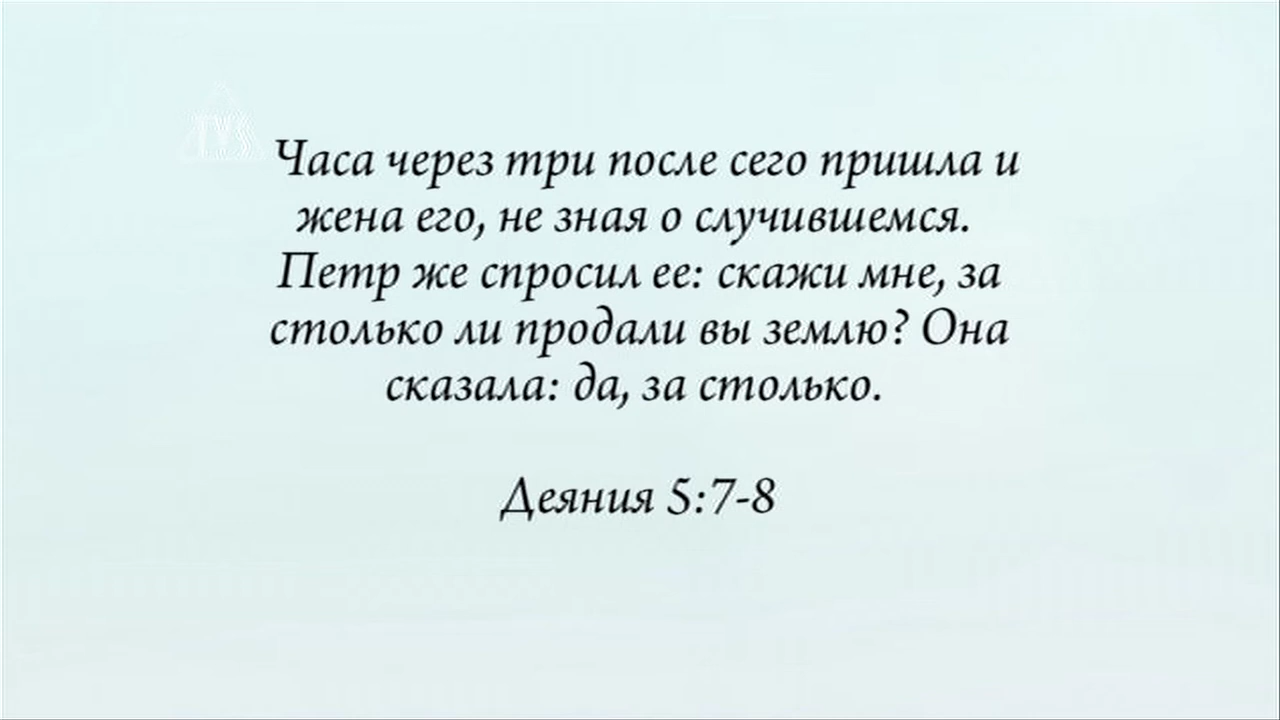 TVS
Часа через три после сего пришла и
жена его, не зная о случившемся.
Петр же спросил ее: скажи мне, за
столько ли продали вы землю? Она
сказала: да, за столько.
Деяния 5:7-8